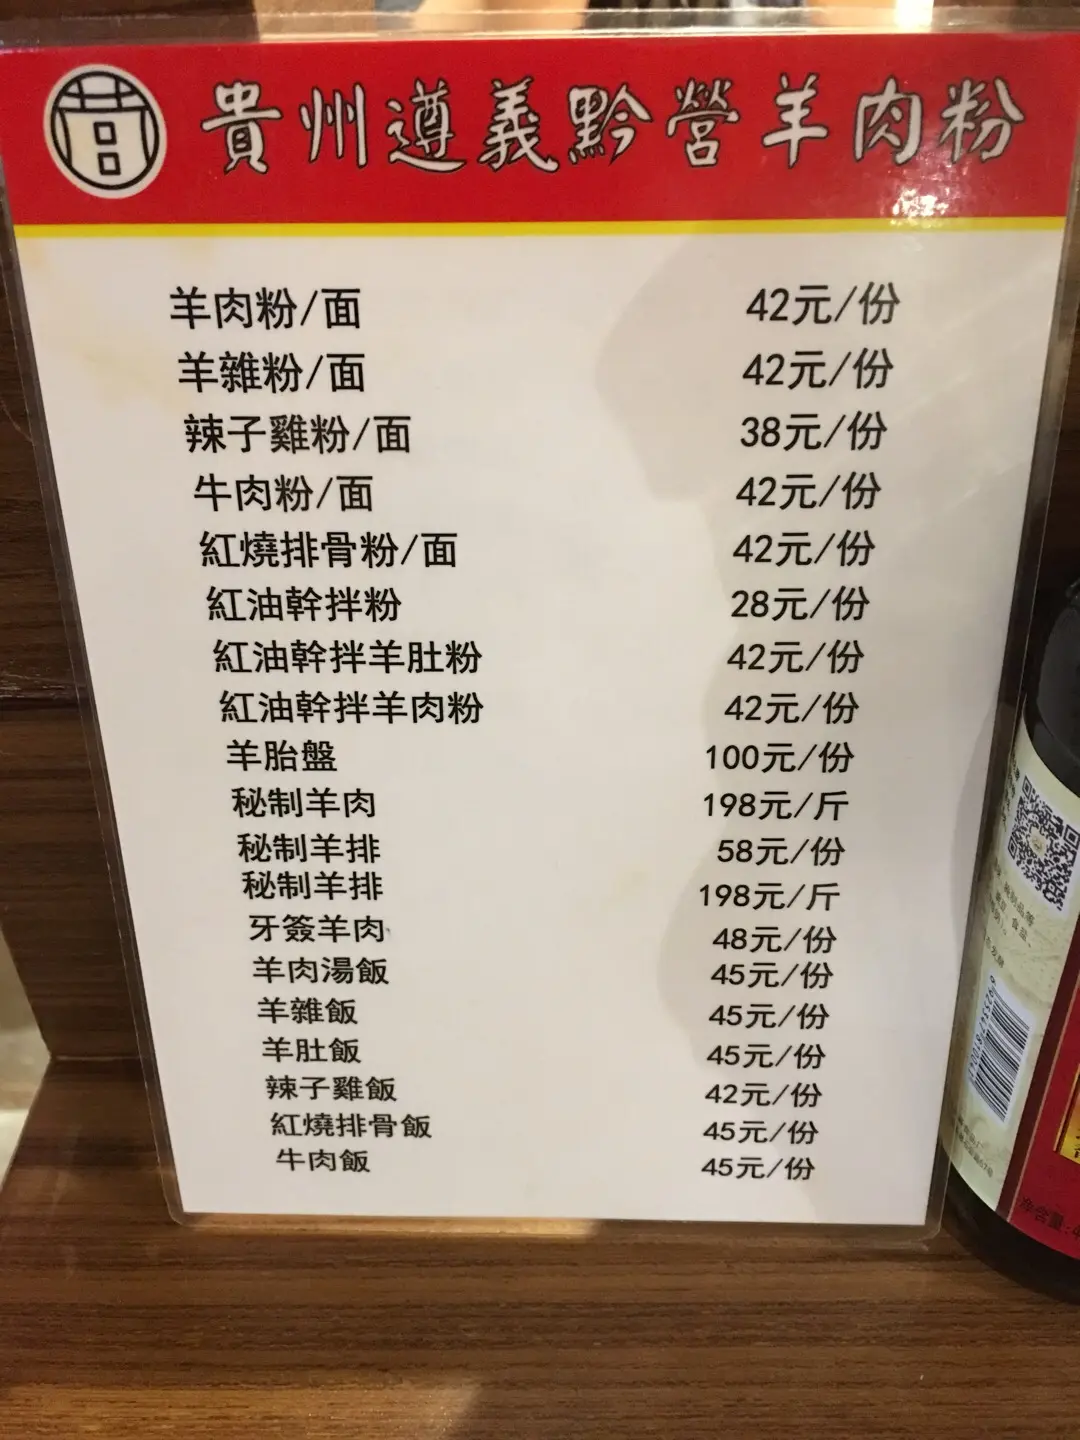 貴州遵義黔營羊肉粉
羊肉粉/面 42元/份
羊雜粉/面 42元/份
辣子雞粉/面 38元/份
牛肉粉/面 42元/份
紅燒排骨粉/面 42元/份
紅油幹拌粉 28元/份
紅油幹拌羊肚粉 42元/份
紅油幹拌羊肉粉 42元/份
羊胎盤 100元/份
秘制羊肉 198元/斤
秘制羊排 58元/份
秘制羊排 198元/斤
牙簽羊肉 48元/份
羊肉湯飯 45元/份
羊雜飯 45元/份
羊肚飯 45元/份
辣子雞飯 42元/份
紅燒排骨飯 45元/份
牛肉飯 45元/份
净含量: